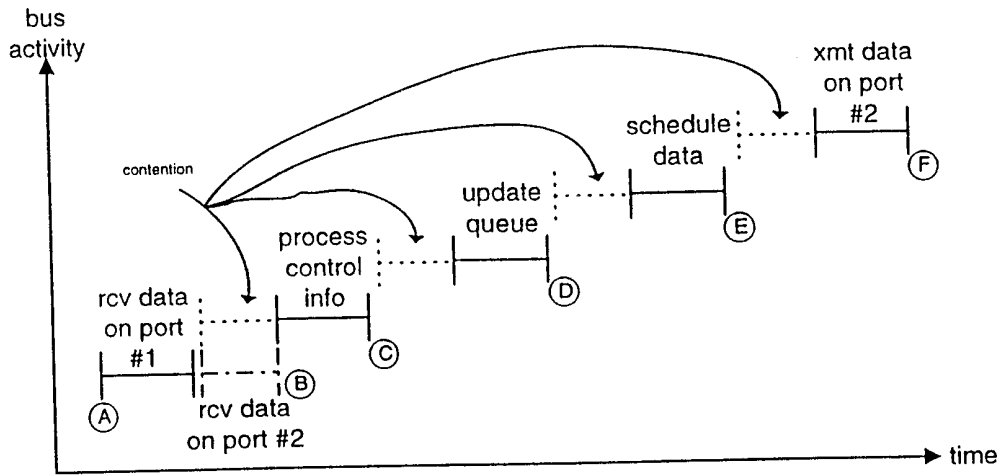 bus
activity
xmt data
on port
#2
F
schedule
data
E
contention
update
queue
D
process
control
info
C
rcv data
on port
#1
A
B
rcv data
on port #2
time